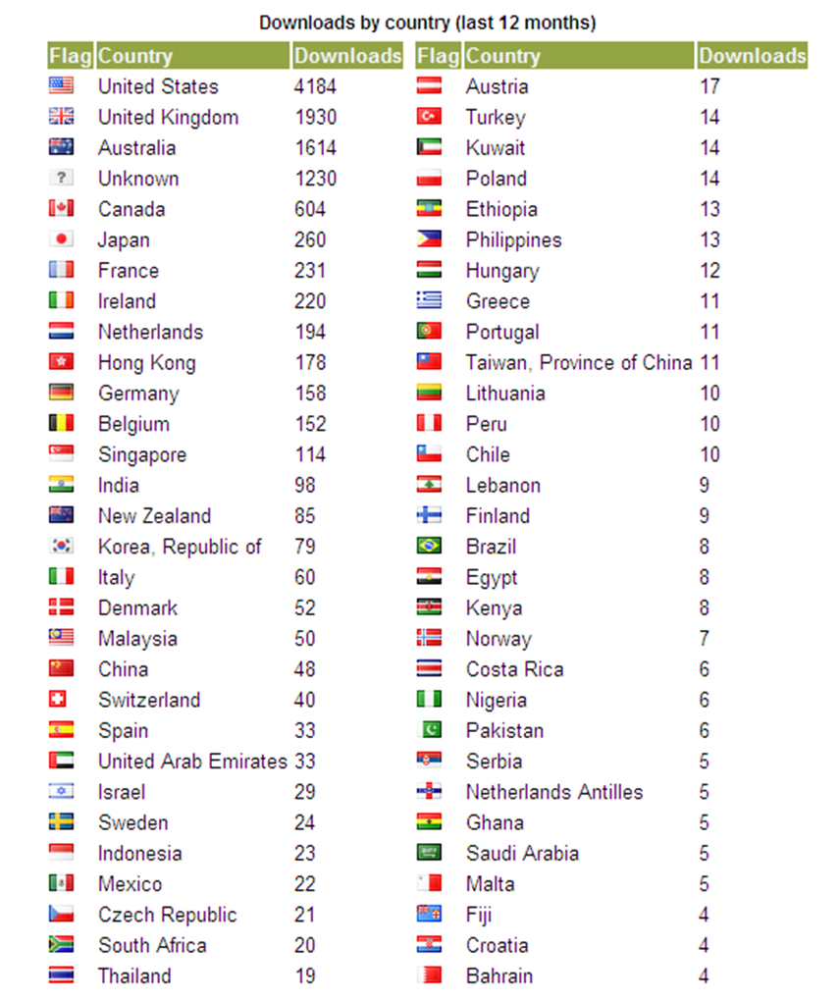 Downloads by country (last 12 months)
Flag Country Downloads Flag Country Downloads
United States 4184 Austria 17
United Kingdom 1930 Turkey 14
Australia 1614 Kuwait 14
? Unknown 1230 Poland 14
Canada 604 Ethiopia 13
Japan 260 Philippines 13
France 231 Hungary 12
Ireland 220 Greece 11
Netherlands 194 Portugal 11
Hong Kong 178 Taiwan, Province of China 11
Germany 158 Lithuania 10
Belgium 152 Peru 10
Singapore 114 Chile 10
India 98 Lebanon 9
New Zealand 85 Finland 9
Korea, Republic of 79 Brazil 8
Italy 60 Egypt 8
Denmark 52 Kenya 8
Malaysia 50 Norway 7
China 48 Costa Rica 6
Switzerland 40 Nigeria 6
Spain 33 Pakistan 6
United Arab Emirates 33 Serbia 5
Israel 29 Netherlands Antilles 5
Sweden 24 Ghana 5
Indonesia 23 Saudi Arabia 5
Mexico 22 Malta 5
Czech Republic 21 Fiji 4
South Africa 20 Croatia 4
Thailand 19 Bahrain 4